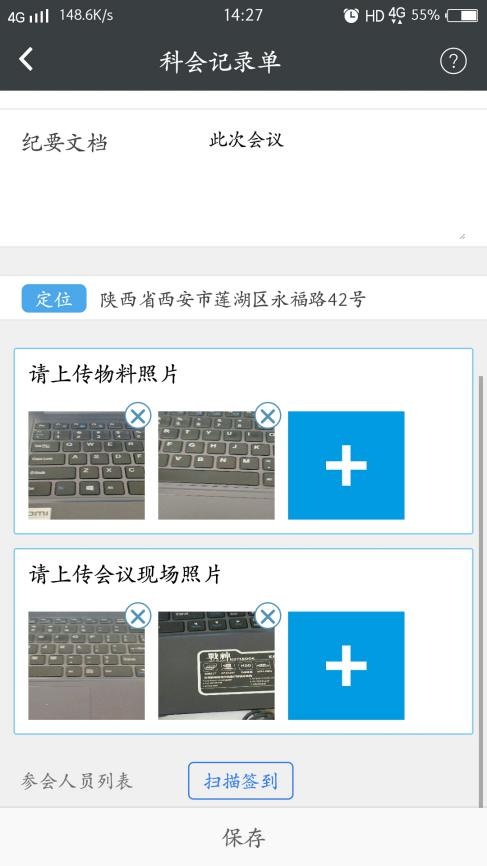 4G 148.6K/s 14:27 HD 4G 55%
科会记录单 ?
纪要文档 此次会议
定位 陕西省西安市莲湖区永福路42号
请上传物料照片
请上传会议现场照片
戰神
参会人员列表 扫描签到
保存